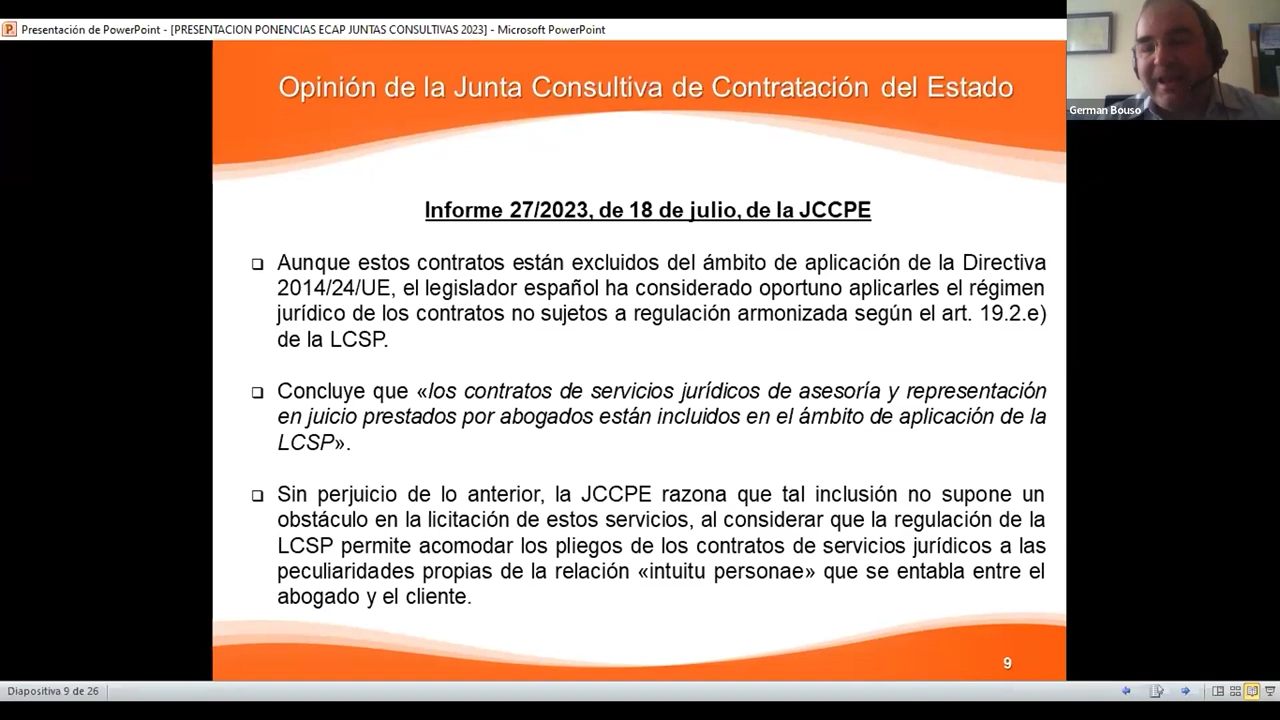 Presentación de PowerPoint - [PRESENTACION PONENCIAS ECAP JUNTAS CONSULTIVAS 2023] - Microsoft PowerPoint
German Bouso
Opinión de la Junta Consultiva de Contratación del Estado
Informe 27/2023, de 18 de julio, de la JCCPE
❑ Aunque estos contratos están excluidos del ámbito de aplicación de la Directiva
2014/24/UE, el legislador español ha considerado oportuno aplicarles el régimen
jurídico de los contratos no sujetos a regulación armonizada según el art. 19.2.e)
de la LCSP.
❑ Concluye que «los contratos de servicios jurídicos de asesoría y representación
en juicio prestados por abogados están incluidos en el ámbito de aplicación de la
LCSP».
❑ Sin perjuicio de lo anterior, la JCCPE razona que tal inclusión no supone un
obstáculo en la licitación de estos servicios, al considerar que la regulación de la
LCSP permite acomodar los pliegos de los contratos de servicios jurídicos a las
peculiaridades propias de la relación «intuitu personae» que se entabla entre el
abogado y el cliente.
9
Diapositiva 9 de 26